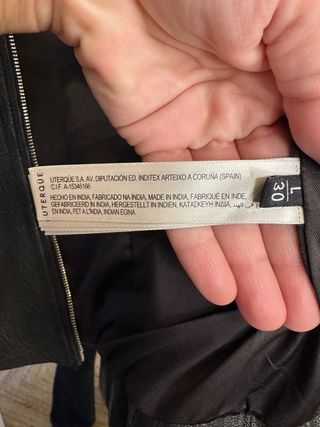 UTERQÜE
UTERQÜE S.A. AV. DIPUTACIÓN ED. INDITEX ARTEIXO A CORUÑA (SPAIN)
C.I.F. A-15346166
HECHO EN INDIA, FABRICADO NA ÍNDIA, MADE IN INDIA, FABRIQUÉ EN INDE,
GEFABRICEERD IN INDIA, HERGESTELLT IN INDIEN, ΚΑΤΑΣΚΕΥΗ ΙΝΔΙΑ,
EN INDIA, FET A L'ÍNDIA, INDIAN EGINA
L
30